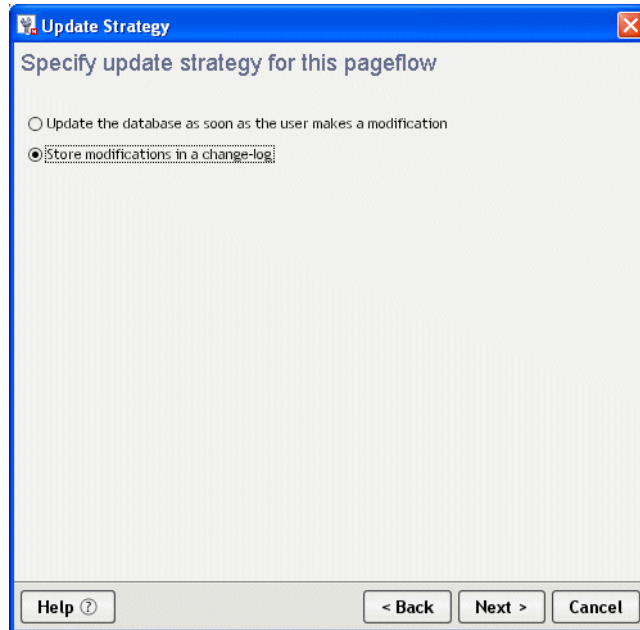 Update Strategy
Specify update strategy for this pageflow
Update the database as soon as the user makes a modification
Store modifications in a change-log
Help ?
< Back
Next >
Cancel